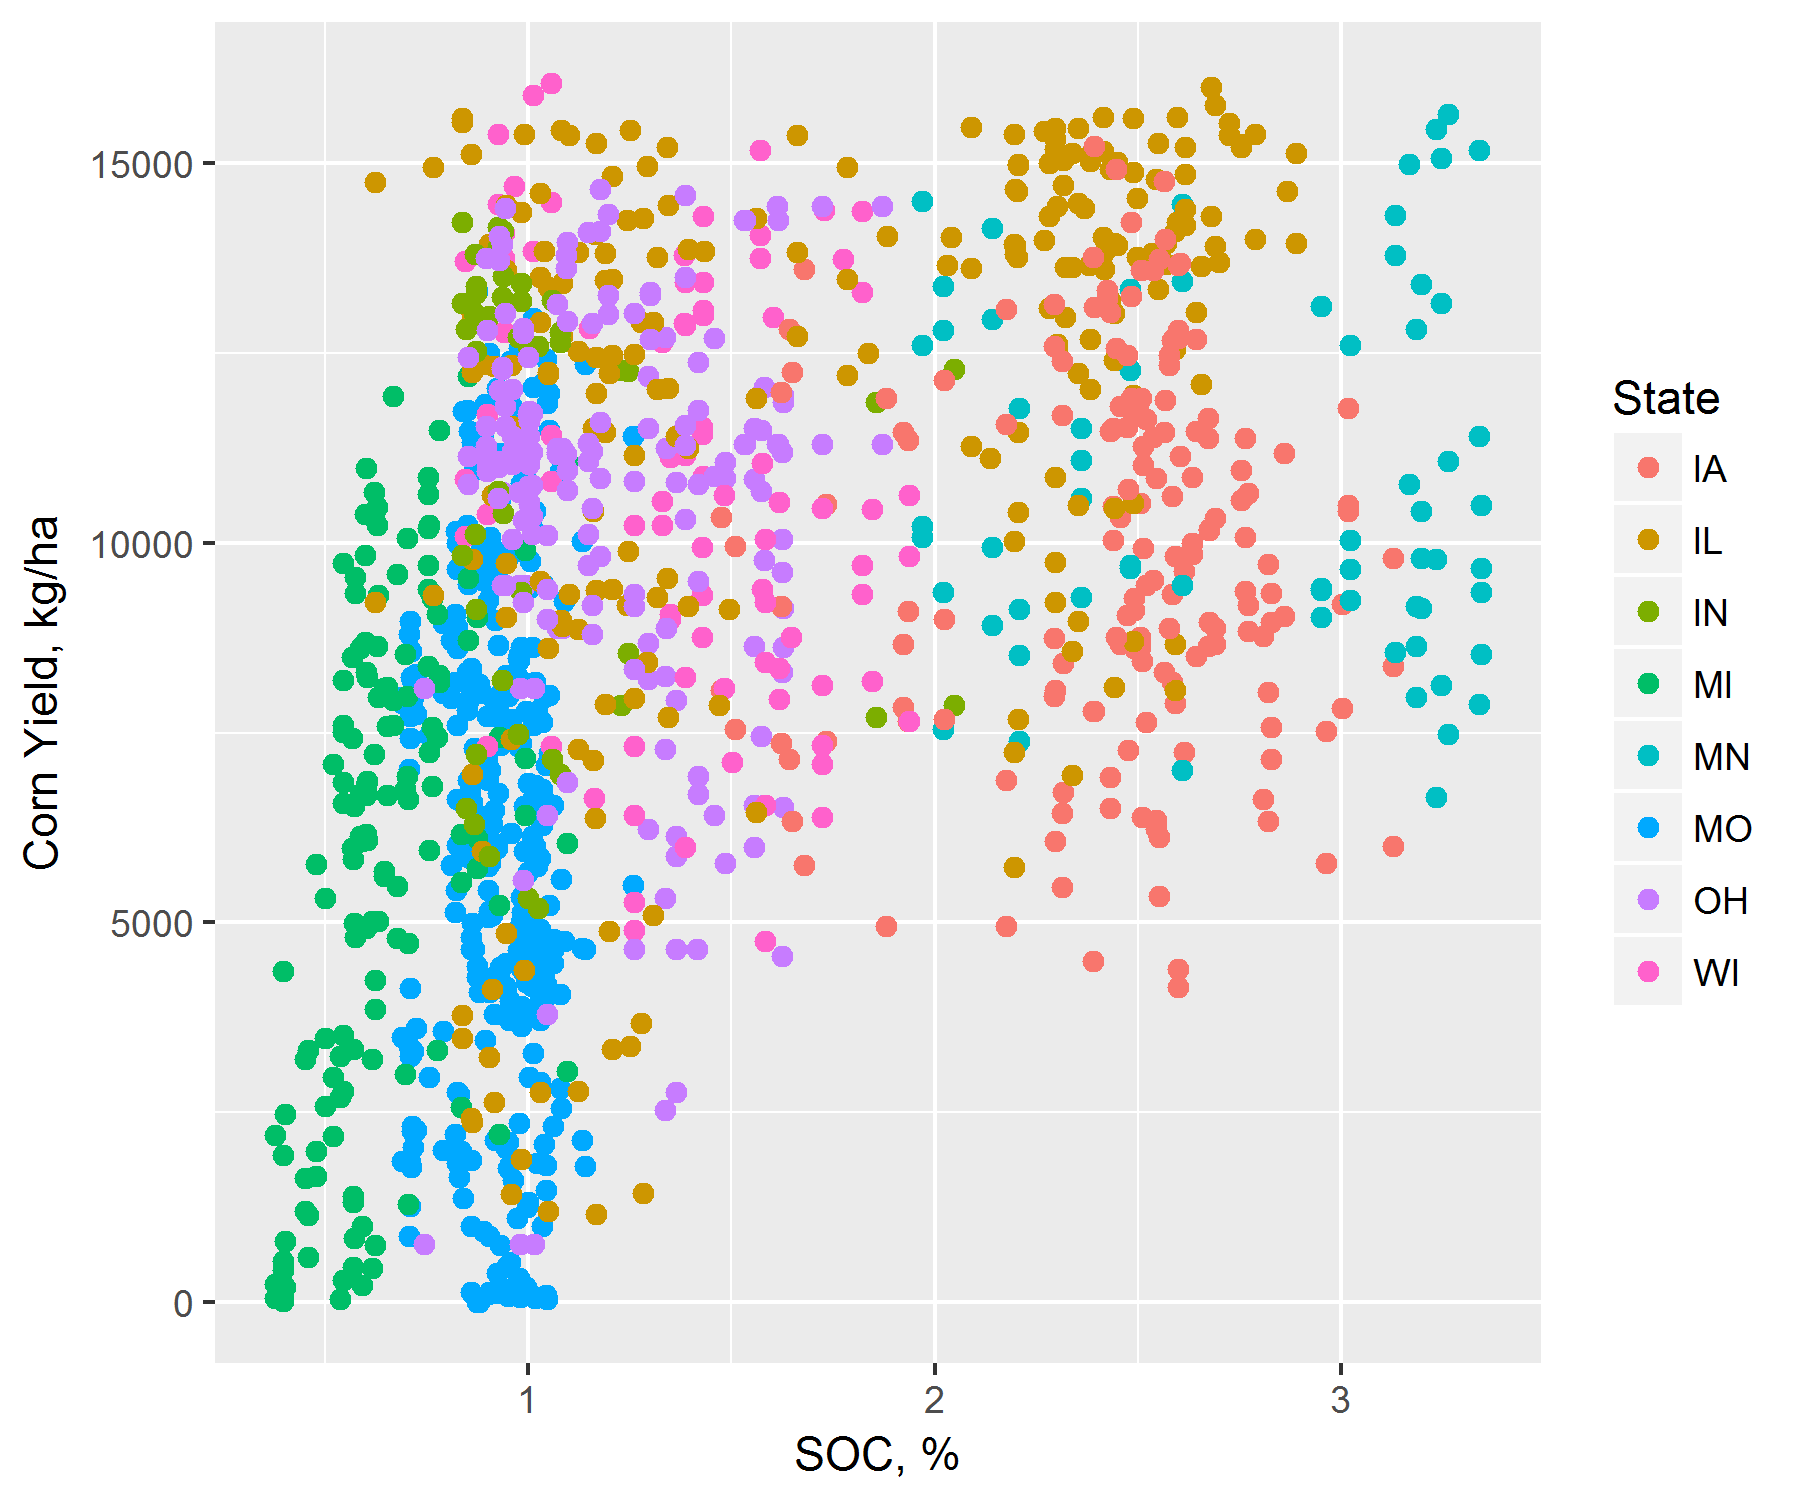 15000
10000
5000
0
Corn Yield, kg/ha
1
2
3
SOC, %
State
IA
IL
IN
MI
MN
MO
OH
WI